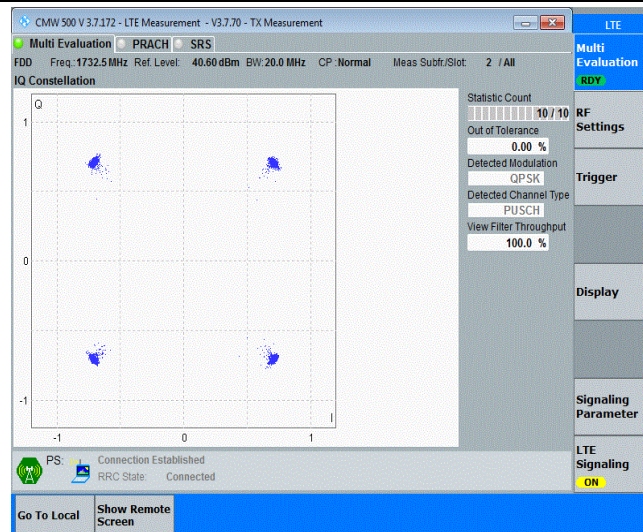 CMW 500 V 3.7.172 - LTE Measurement - V3.7.70 - TX Measurement
LTE
Multi Evaluation PRACH SRS
Multi
Evaluation
RDY
FDD Freq.:1732.5 MHz Ref. Level: 40.60 dBm BW:20.0 MHz CP :Normal Meas Subfr./Slot: 2 / All
IQ Constellation
Q
1
0
-1
-1
0
1
I
Statistic Count
10 / 10
Out of Tolerance
0.00 %
Detected Modulation
QPSK
Detected Channel Type
PUSCH
View Filter Throughput
100.0 %
RF
Settings
Trigger
Display
Signaling
Parameter
LTE
Signaling
ON
PS: Connection Established
RRC State: Connected
Go To Local
Show Remote
Screen